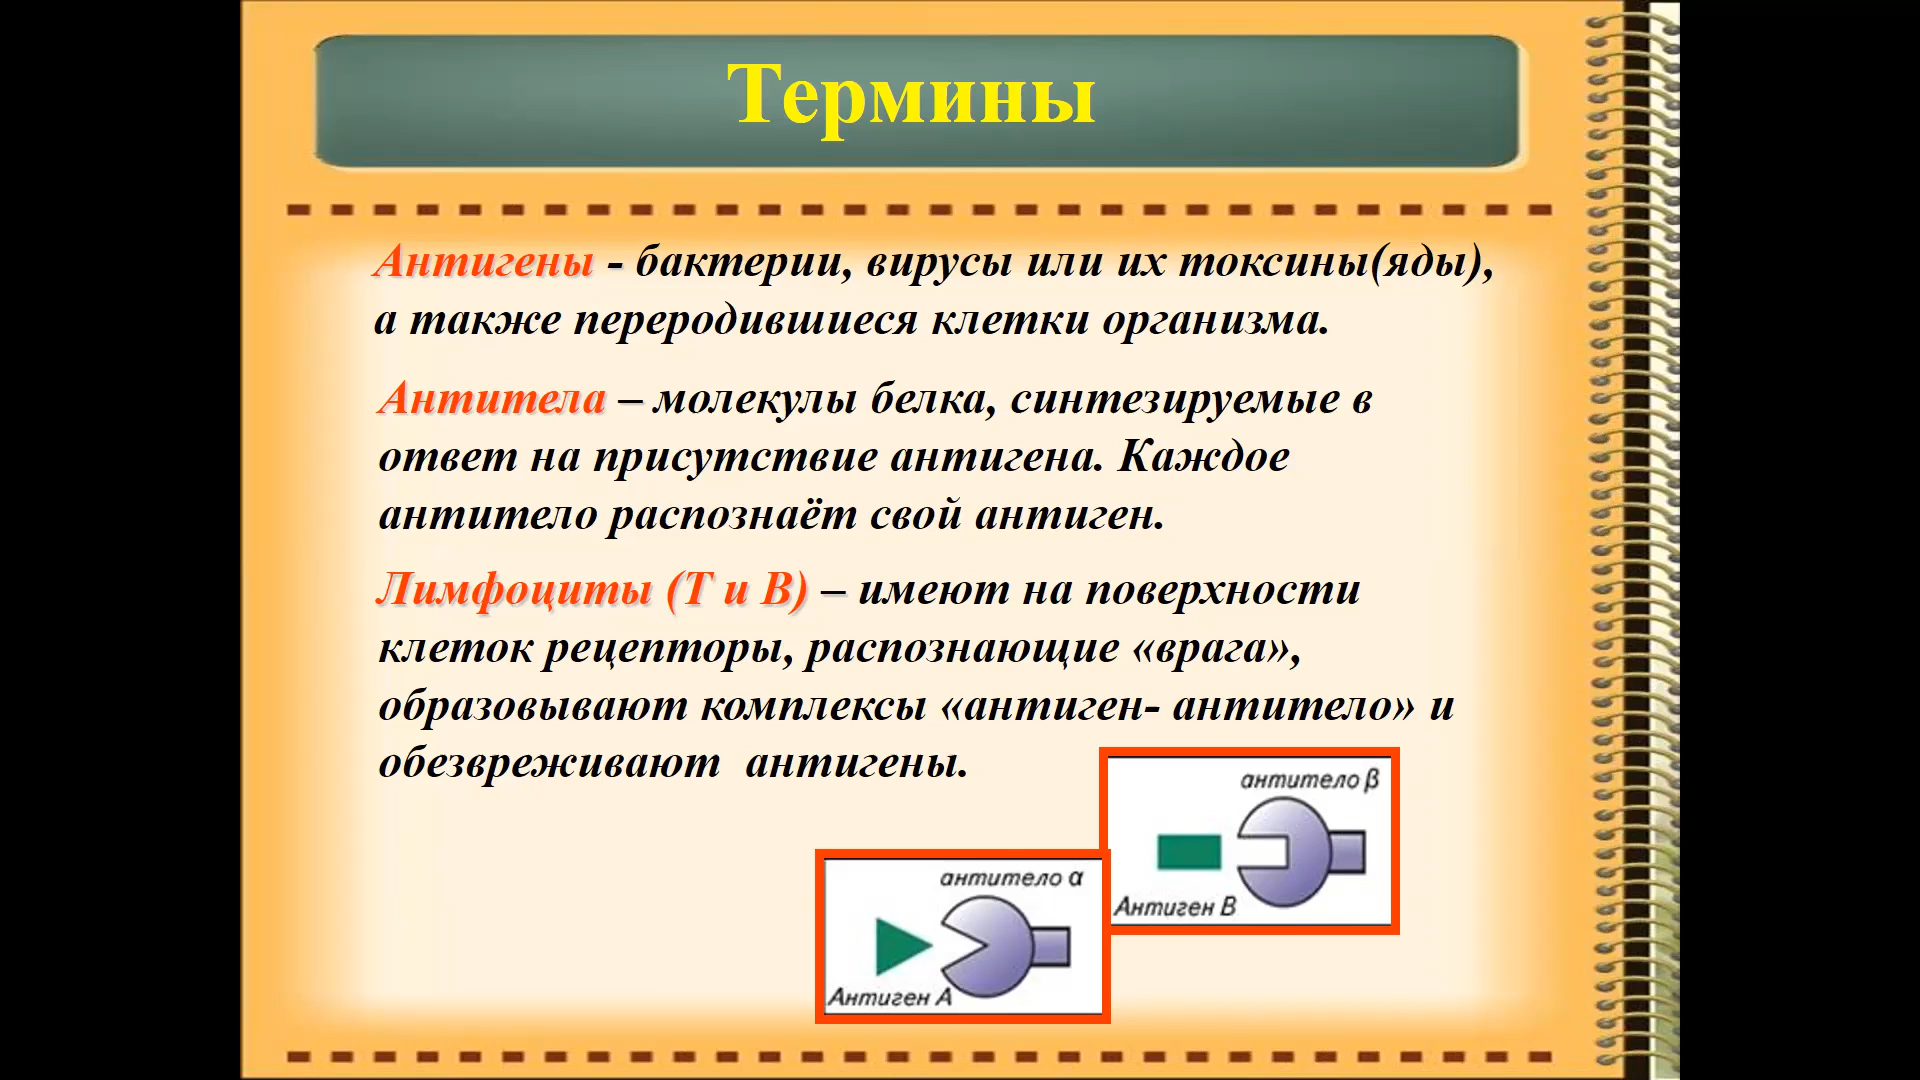 Термины
Антигены - бактерии, вирусы или их токсины(яды),
а также переродившиеся клетки организма.
Антитела – молекулы белка, синтезируемые в
ответ на присутствие антигена. Каждое
антитело распознаёт свой антиген.
Лимфоциты (Т и В) – имеют на поверхности
клеток рецепторы, распознающие «врага»,
образовывают комплексы «антиген- антитело» и
обезвреживают  антигены.
антитело β
Антиген В
антитело α
Антиген А